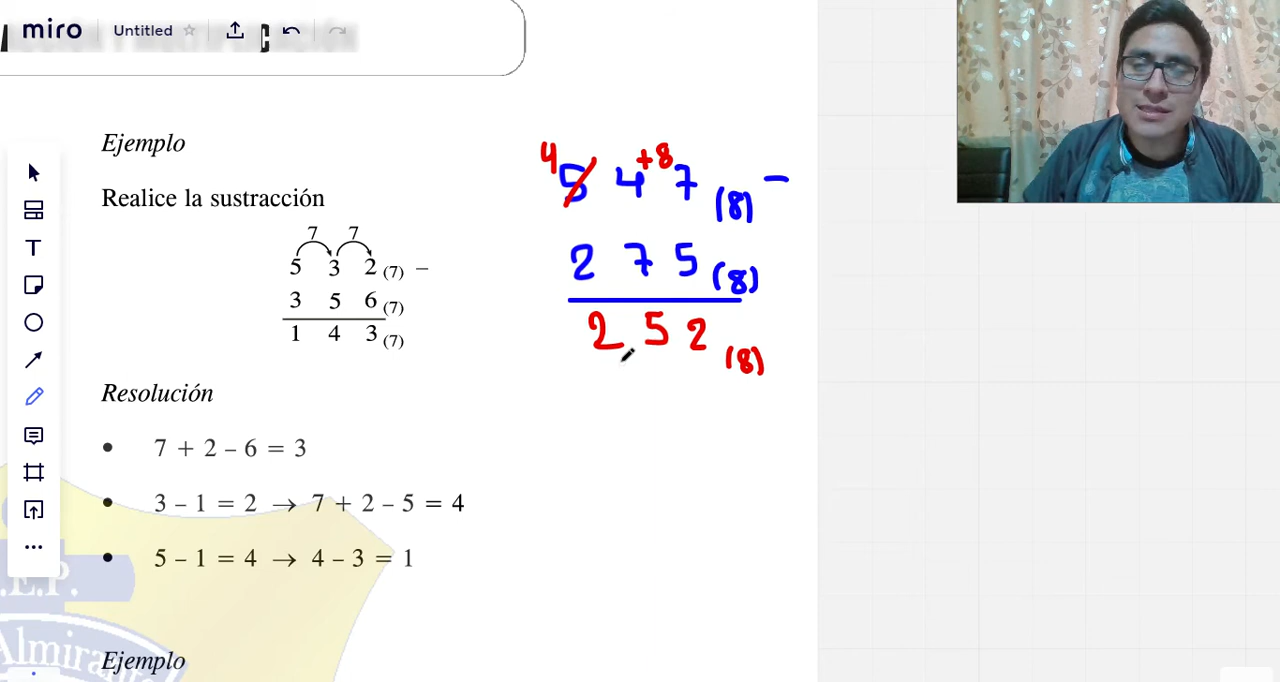 miro Untitled
Ejemplo
Realice la sustracción
7 7
5 3 2 (7) –
3 5 6 (7)
1 4 3 (7)
Resolución
• 7 + 2 – 6 = 3
• 3 – 1 = 2 → 7 + 2 – 5 = 4
• 5 – 1 = 4 → 4 – 3 = 1
Ejemplo
4 +8
5 4 7 (8) –
2 7 5 (8)
2 5 2 (8)
T
.E.P.
Almirante